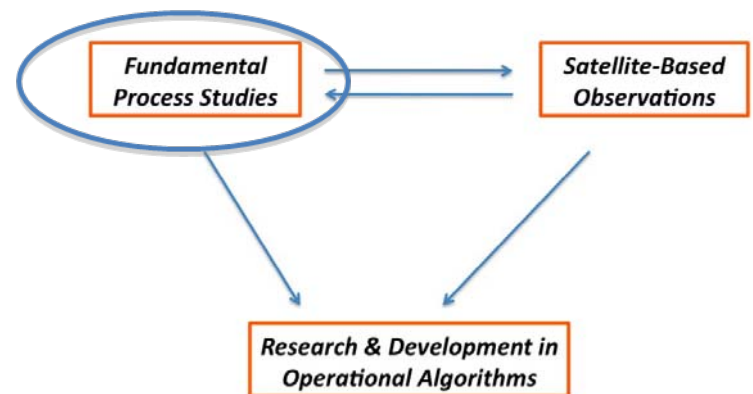 Fundamental
Process Studies
Satellite-Based
Observations
Research & Development in
Operational Algorithms